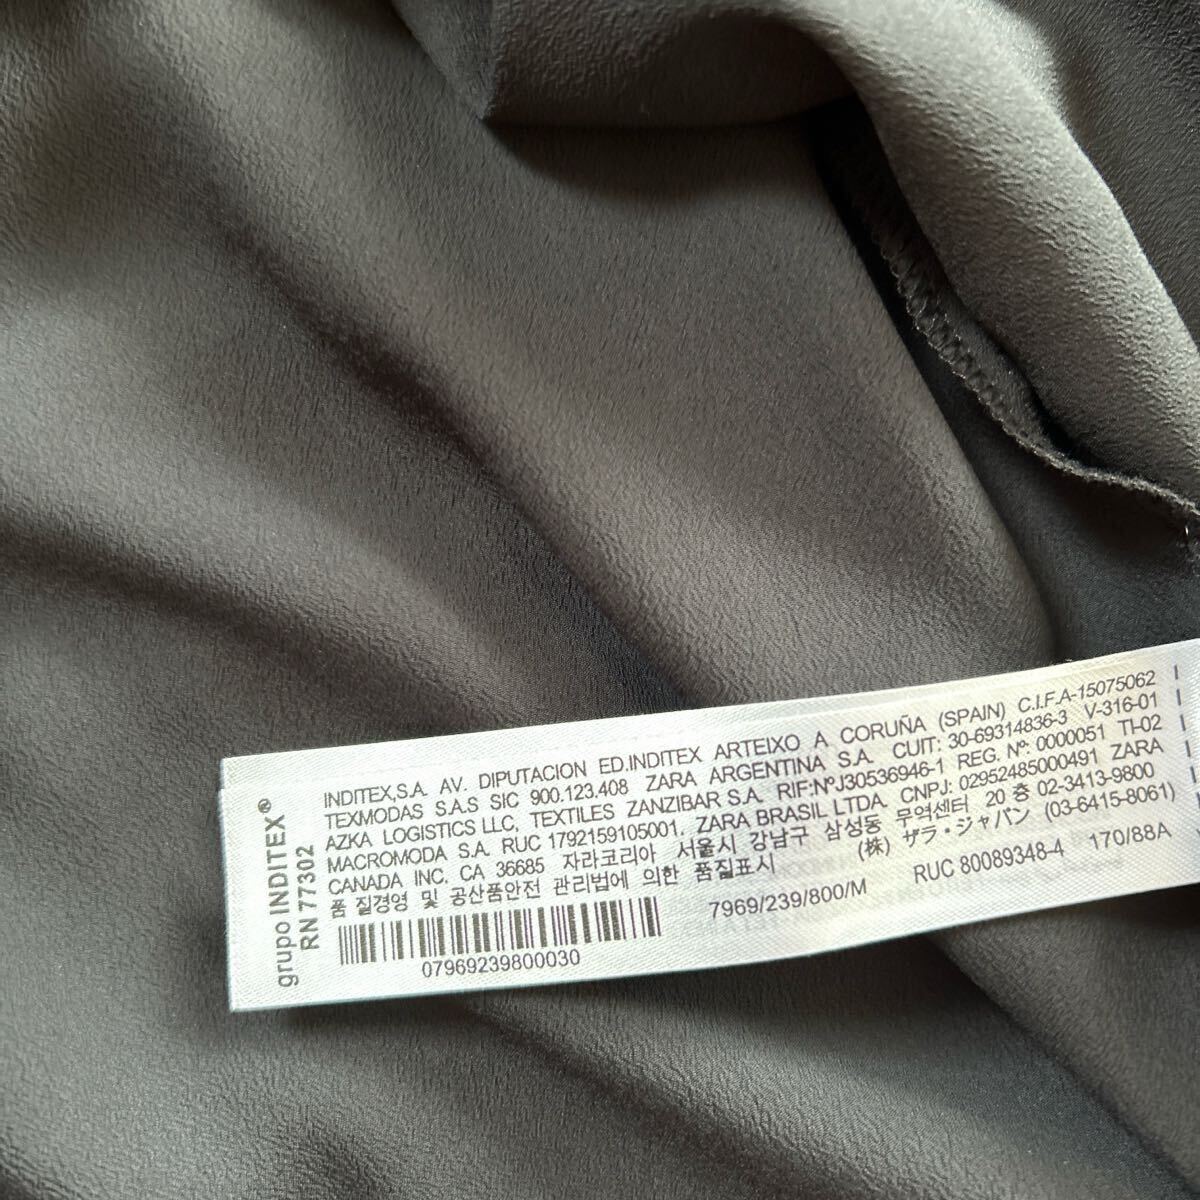 grupo INDITEX®
RN 77302
INDITEX,S.A. AV. DIPUTACION ED.INDITEX ARTEIXO A CORUÑA (SPAIN) C.I.F.A-15075062
TEXMODAS S.A.S SIC 900.123.408 ZARA ARGENTINA S.A. CUIT: 30-69314836-3 V-316-01
AZKA LOGISTICS LLC, TEXTILES ZANZIBAR S.A. RIF:NºJ30536946-1 REG. Nº: 0000051 TI-02
MACROMODA S.A. RUC 1792159105001. ZARA BRASIL LTDA. CNPJ: 02952485000491 ZARA
CANADA INC. CA 36685 자라코리아 서울시 강남구 삼성동 무역센터 20 층 02-3413-9800
품 질경영 및 공산품안전 관리법에 의한 품질표시 (株) ザラ・ジャパン (03-6415-8061)
7969/239/800/M RUC 80089348-4 170/88A
07969239800030